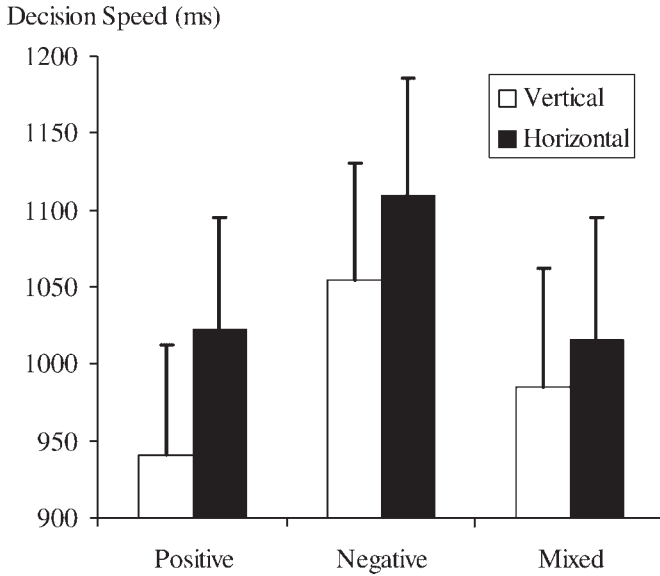 Decision Speed (ms)
1200
1150
1100
1050
1000
950
900
Vertical
Horizontal
Positive
Negative
Mixed